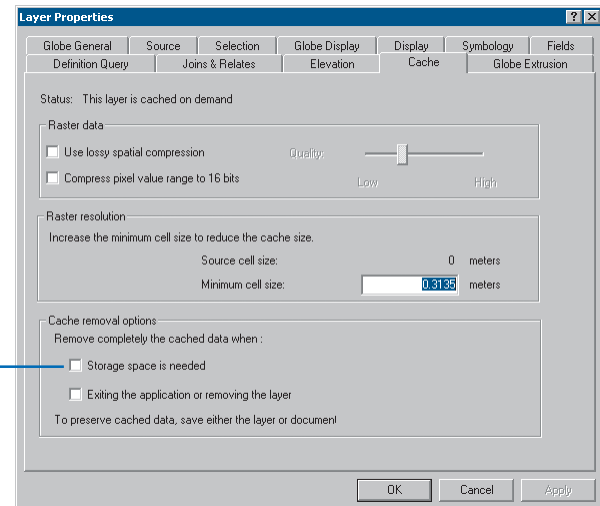 Layer Properties
Globe General Source Selection Globe Display Display Symbology Fields
Definition Query Joins & Relates Elevation Cache Globe Extrusion
Status: This layer is cached on demand
Raster data
Use lossy spatial compression Quality:
Compress pixel value range to 16 bits Low High
Raster resolution
Increase the minimum cell size to reduce the cache size.
Source cell size: 0 meters
Minimum cell size: 0.3135 meters
Cache removal options
Remove completely the cached data when :
Storage space is needed
Exiting the application or removing the layer
To preserve cached data, save either the layer or document
OK Cancel Apply